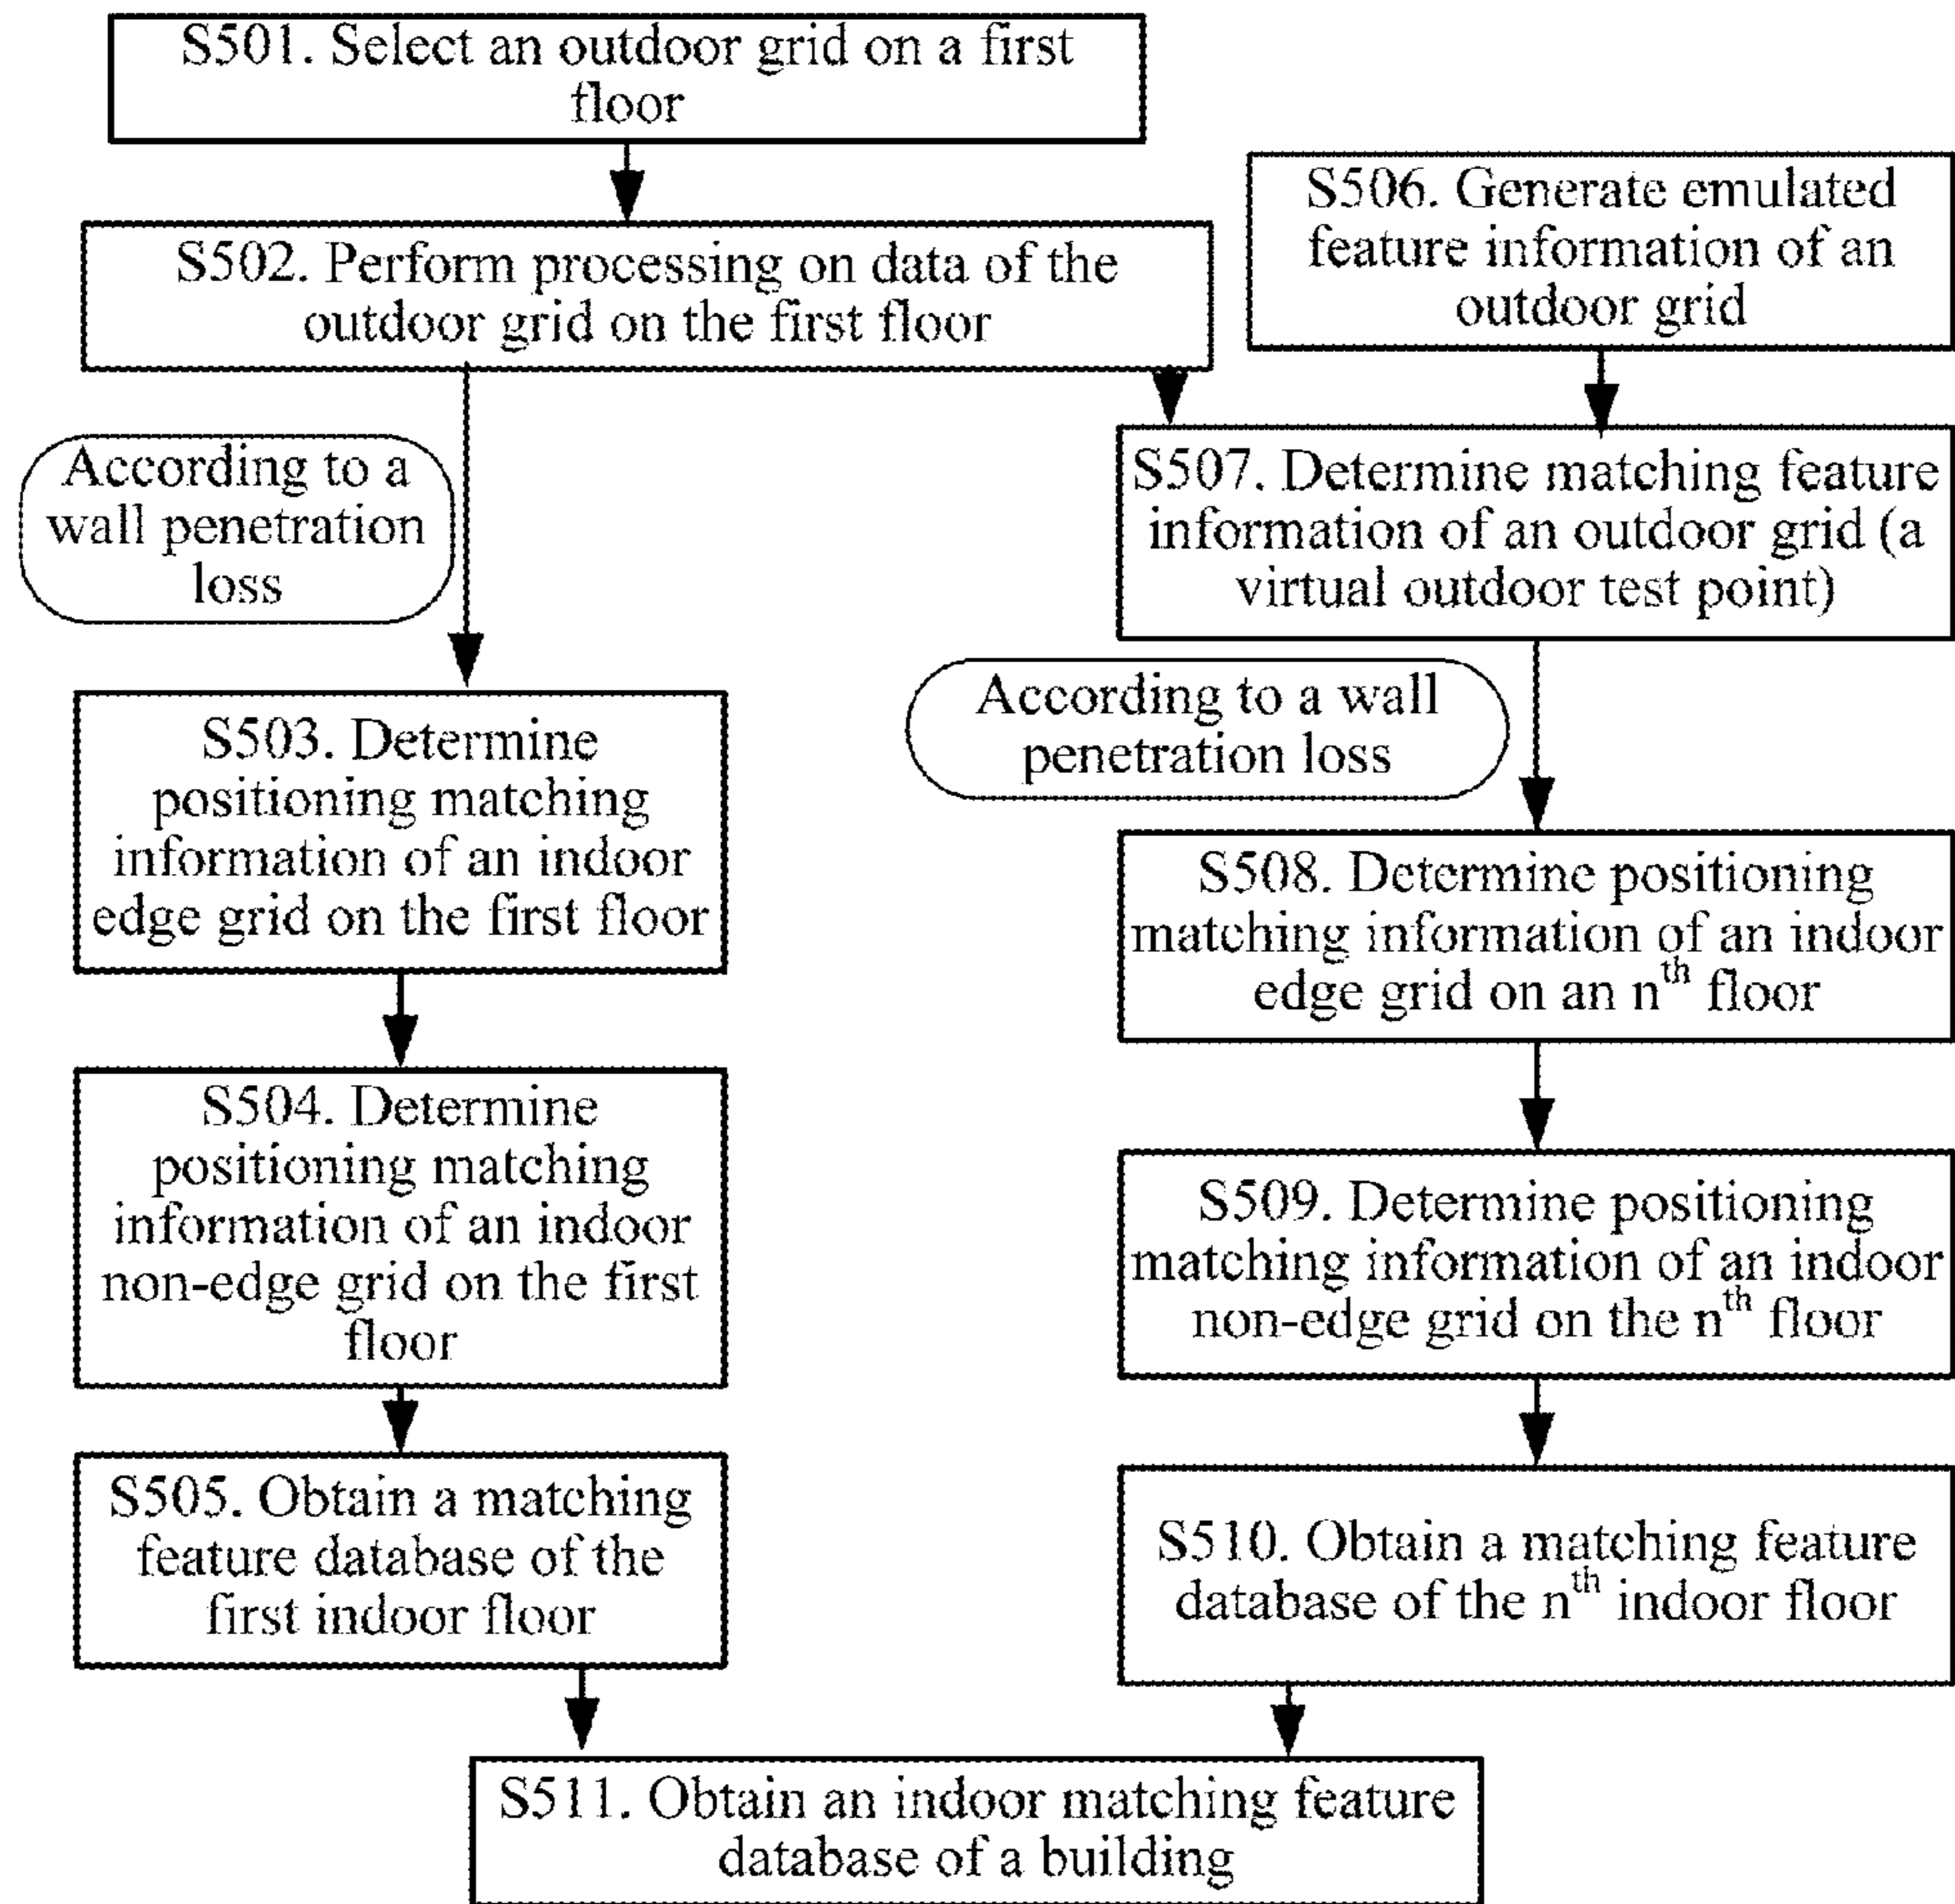 S501. Select an outdoor grid on a first
floor
S502. Perform processing on data of the
outdoor grid on the first floor
S506. Generate emulated
feature information of an
outdoor grid
According to a
wall penetration
loss
S507. Determine matching feature
information of an outdoor grid (a
virtual outdoor test point)
According to a wall
penetration loss
S503. Determine
positioning matching
information of an indoor
edge grid on the first floor
S508. Determine positioning
matching information of an indoor
edge grid on an nth floor
S504. Determine
positioning matching
information of an indoor
non-edge grid on the first
floor
S509. Determine positioning
matching information of an indoor
non-edge grid on the nth floor
S505. Obtain a matching
feature database of the
first indoor floor
S510. Obtain a matching feature
database of the nth indoor floor
S511. Obtain an indoor matching feature
database of a building